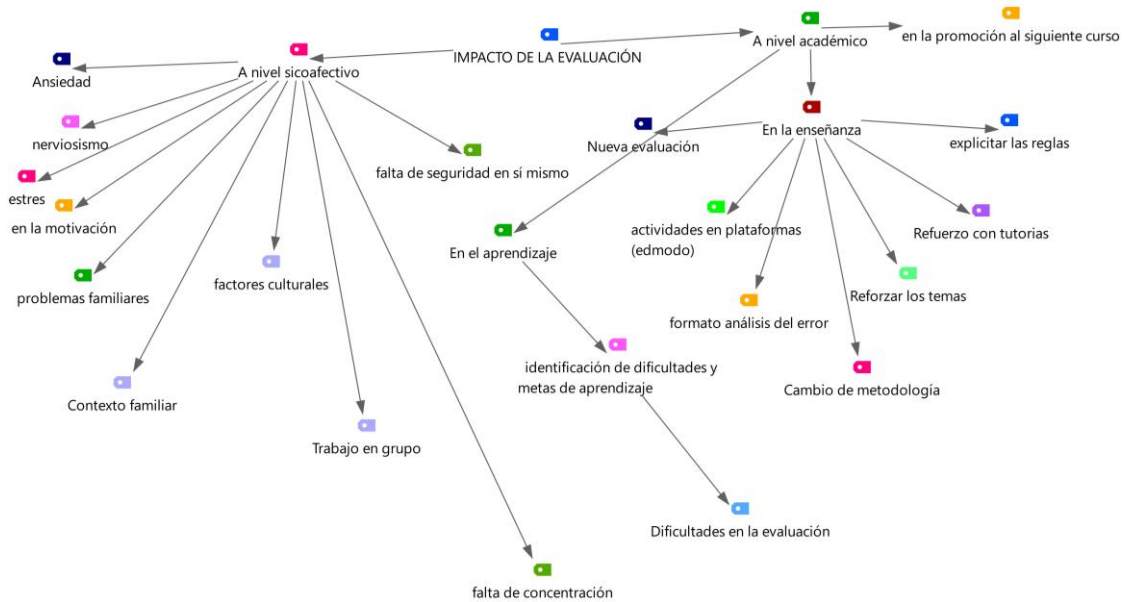 IMPACTO DE LA EVALUACIÓN
A nivel sicoafectivo
Ansiedad
nerviosismo
estres
en la motivación
problemas familiares
Contexto familiar
factores culturales
Trabajo en grupo
falta de seguridad en sí mismo
falta de concentración
A nivel académico
en la promoción al siguiente curso
En la enseñanza
Nueva evaluación
explicitar las reglas
actividades en plataformas
(edmodo)
Refuerzo con tutorias
Reforzar los temas
formato análisis del error
Cambio de metodología
En el aprendizaje
identificación de dificultades y
metas de aprendizaje
Dificultades en la evaluación